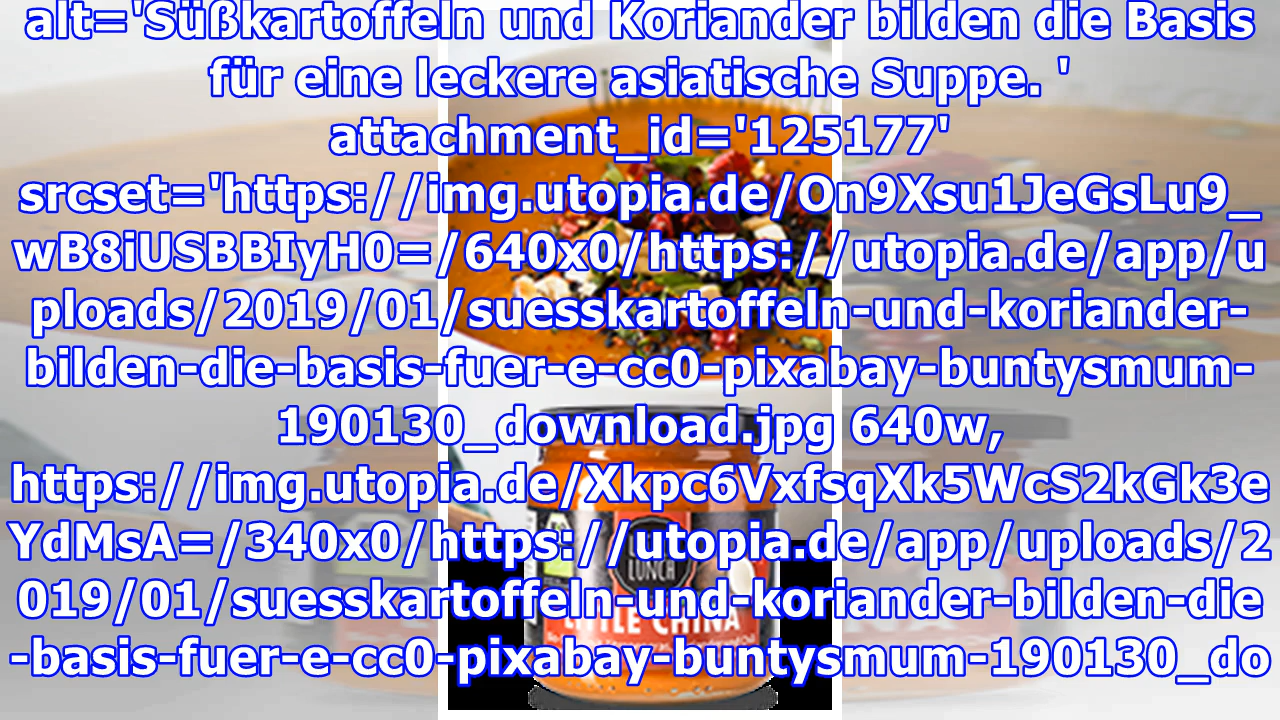 alt='Süßkartoffeln und Koriander bilden die Basis
für eine leckere asiatische Suppe. '
attachment_id='125177'
srcset='https://img.utopia.de/On9Xsu1JeGsLu9_
wB8iUSBBIyH0=/640x0/https://utopia.de/app/u
ploads/2019/01/suesskartoffeln-und-koriander-
bilden-die-basis-fuer-e-cc0-pixabay-buntysmum-
190130_download.jpg 640w,
https://img.utopia.de/Xkpc6VxfsqXk5WcS2kGk3e
YdMsA=/340x0/https://utopia.de/app/uploads/2
019/01/suesskartoffeln-und-koriander-bilden-die
-basis-fuer-e-cc0-pixabay-buntysmum-190130_do
LUNCH
LITTLE CHINA